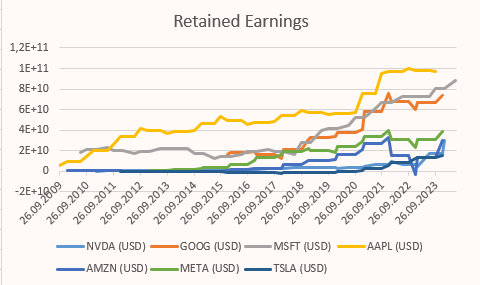 Retained Earnings
1,2E+11
1E+11
8E+10
6E+10
4E+10
2E+10
0
-2E+10
26.09.2009
26.09.2010
26.09.2011
26.09.2012
26.09.2013
26.09.2014
26.09.2015
26.09.2016
26.09.2017
26.09.2018
26.09.2019
26.09.2020
26.09.2021
26.09.2022
26.09.2023
NVDA (USD) GOOG (USD) MSFT (USD) AAPL (USD)
AMZN (USD) META (USD) TSLA (USD)